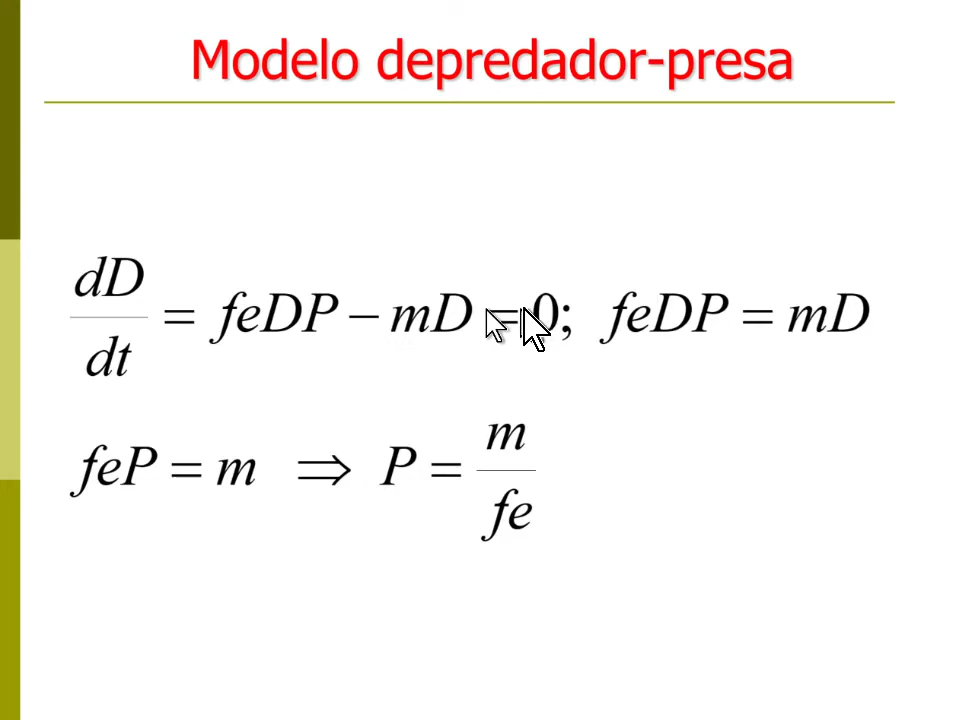 Modelo depredador-presa
dD/dt = feDP − mD = 0; feDP = mD
feP = m ⇒ P = m/fe